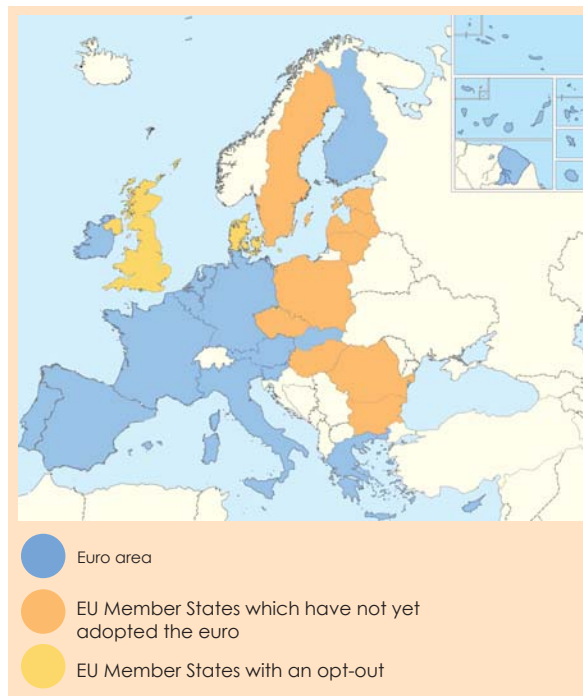 Euro area
EU Member States which have not yet
adopted the euro
EU Member States with an opt-out